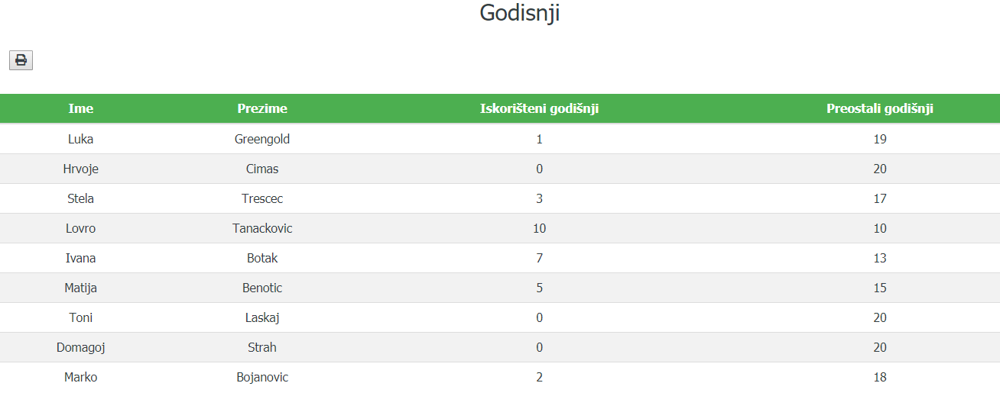 Godisnji
Ime Prezime Iskorišteni godišnji Preostali godišnji
Luka Greengold 1 19
Hrvoje Cimas 0 20
Stela Trescec 3 17
Lovro Tanackovic 10 10
Ivana Botak 7 13
Matija Benotic 5 15
Toni Laskaj 0 20
Domagoj Strah 0 20
Marko Bojanovic 2 18